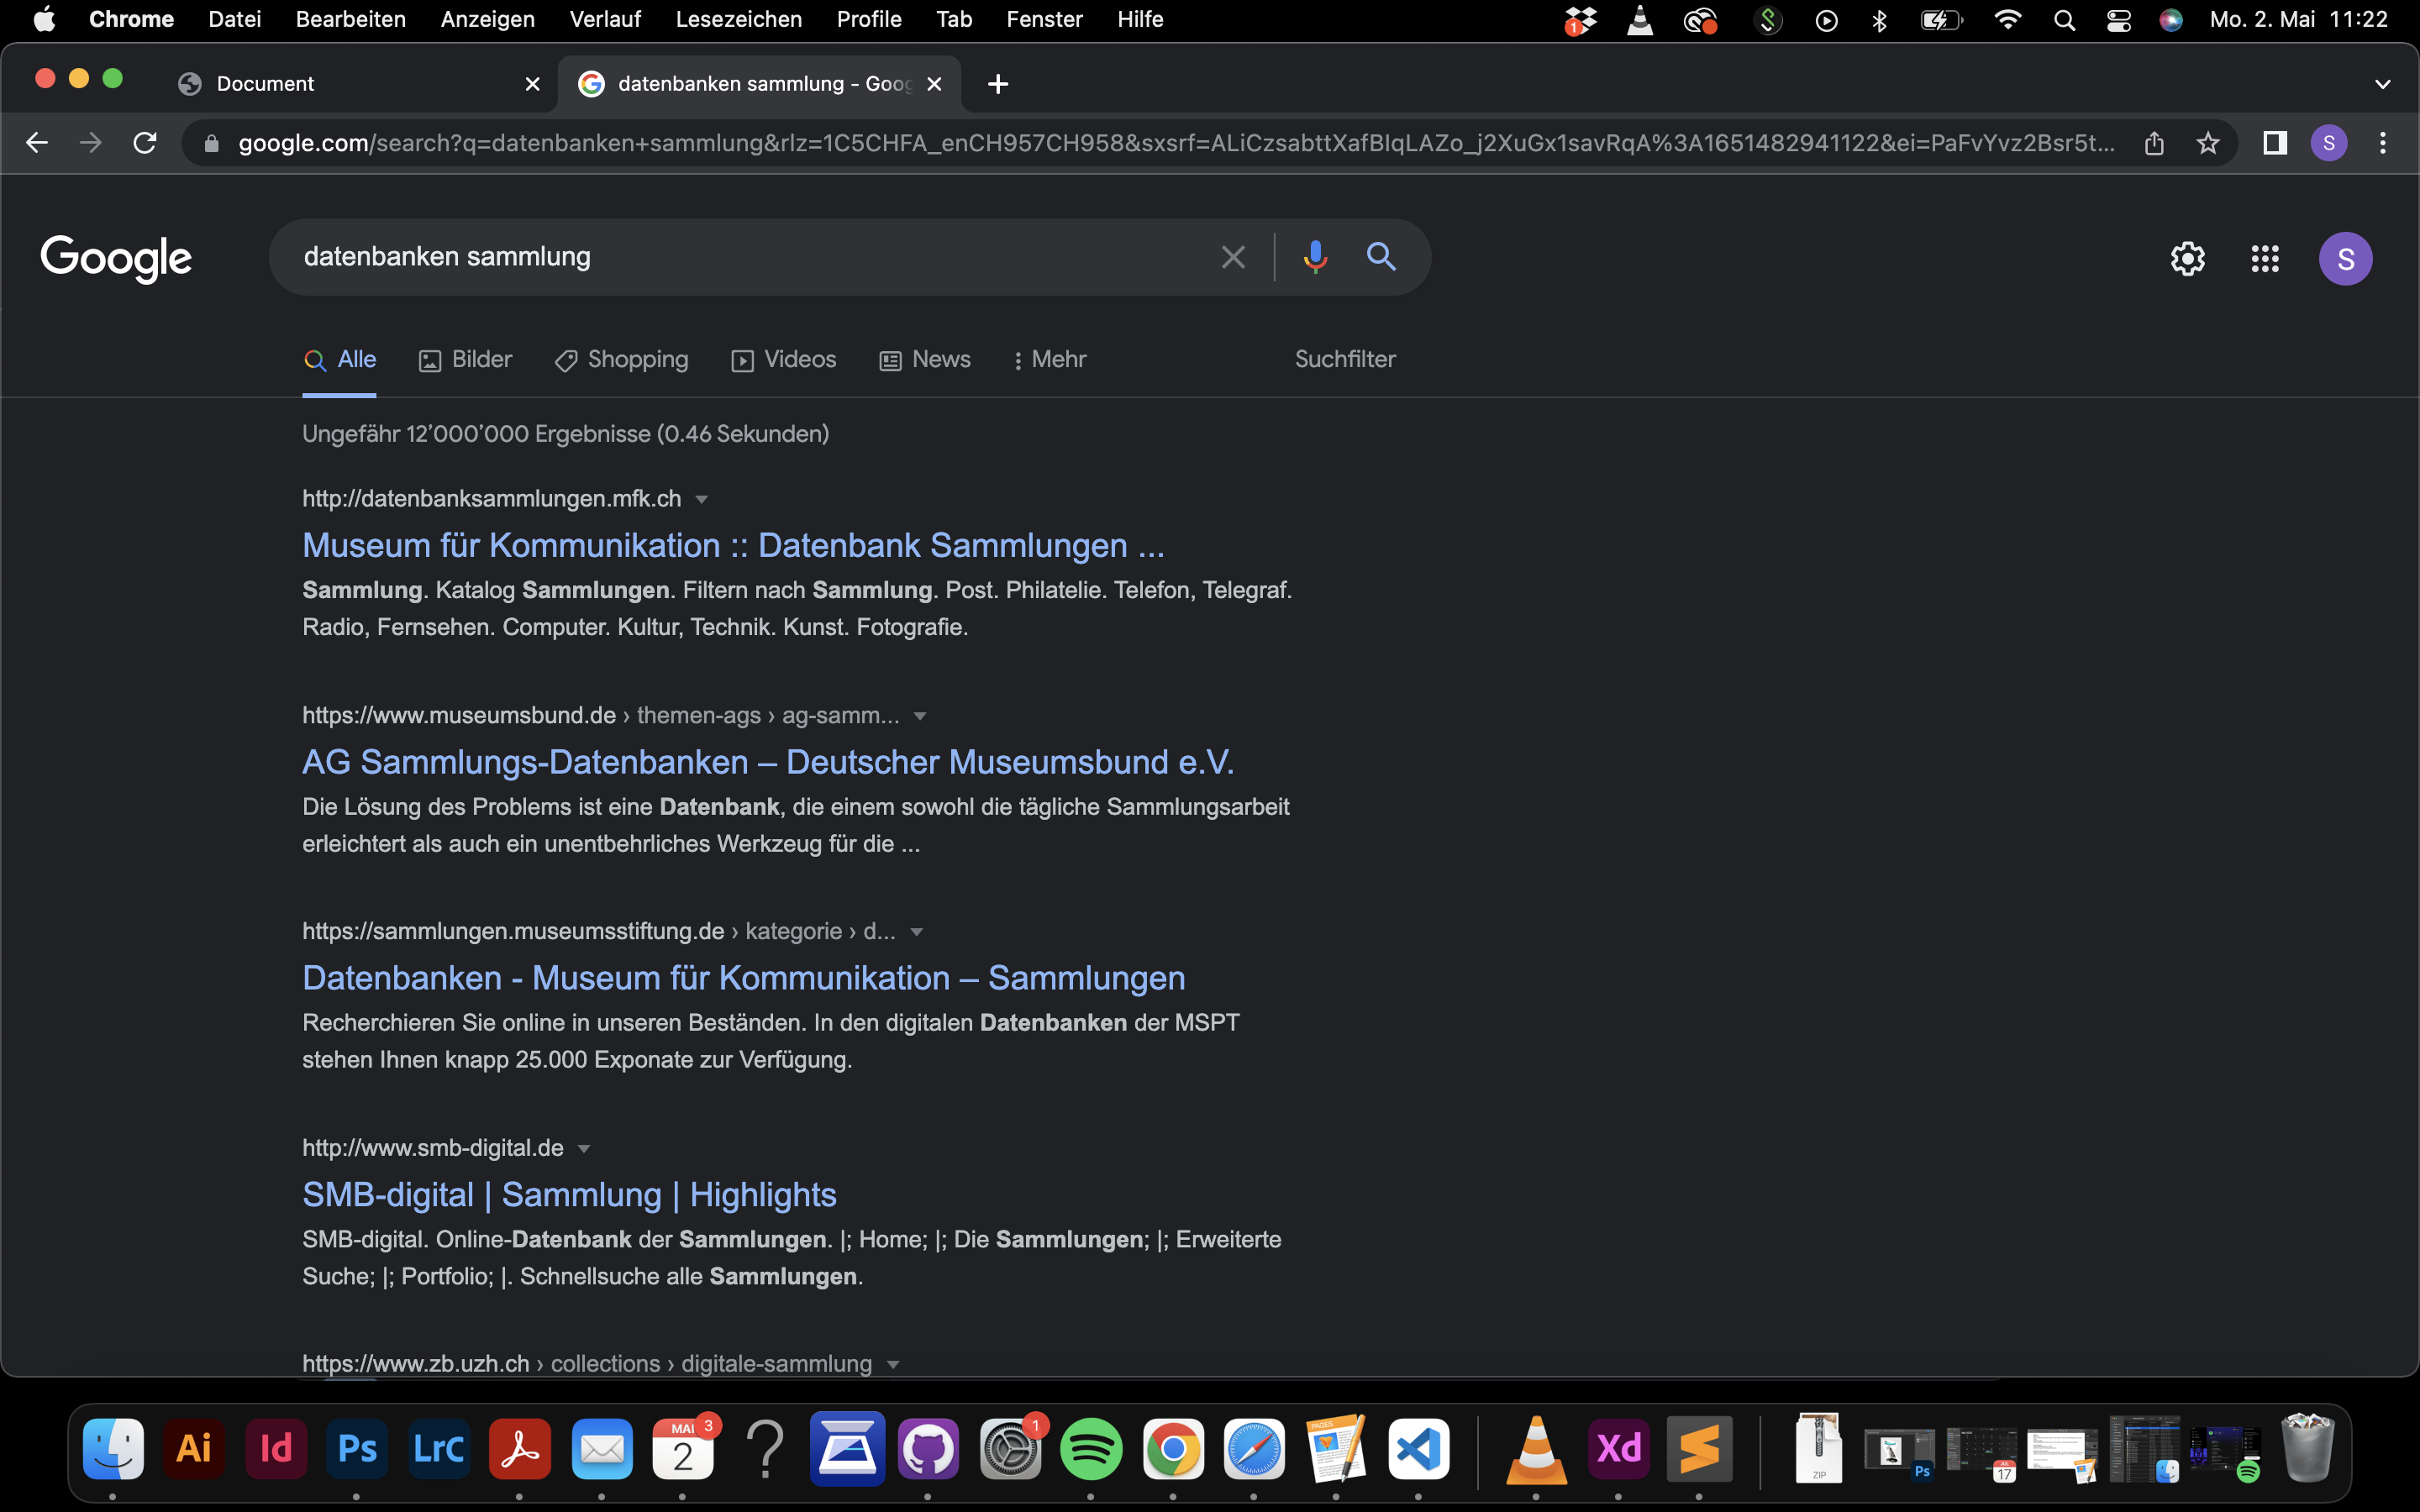 Chrome Datei Bearbeiten Anzeigen Verlauf Lesezeichen Profile Tab Fenster Hilfe 1 Mo. 2. Mai 11:22
Document datenbanken sammlung - Goog
google.com/search?q=datenbanken+sammlung&rlz=1C5CHFA_enCH957CH958&sxsrf=ALiCzsabttXafBIqLAZo_j2XuGx1savRqA%3A1651482941122&ei=PaFvYvz2Bsr5t... S
Google datenbanken sammlung S
Alle Bilder Shopping Videos News Mehr Suchfilter
Ungefähr 12’000’000 Ergebnisse (0.46 Sekunden)
http://datenbanksammlungen.mfk.ch
Museum für Kommunikation :: Datenbank Sammlungen ...
Sammlung. Katalog Sammlungen. Filtern nach Sammlung. Post. Philatelie. Telefon, Telegraf.
Radio, Fernsehen. Computer. Kultur, Technik. Kunst. Fotografie.
https://www.museumsbund.de › themen-ags › ag-samm...
AG Sammlungs-Datenbanken – Deutscher Museumsbund e.V.
Die Lösung des Problems ist eine Datenbank, die einem sowohl die tägliche Sammlungsarbeit
erleichtert als auch ein unentbehrliches Werkzeug für die ...
https://sammlungen.museumsstiftung.de › kategorie › d...
Datenbanken - Museum für Kommunikation – Sammlungen
Recherchieren Sie online in unseren Beständen. In den digitalen Datenbanken der MSPT
stehen Ihnen knapp 25.000 Exponate zur Verfügung.
http://www.smb-digital.de
SMB-digital | Sammlung | Highlights
SMB-digital. Online-Datenbank der Sammlungen. |; Home; |; Die Sammlungen; |; Erweiterte
Suche; |; Portfolio; |. Schnellsuche alle Sammlungen.
https://www.zb.uzh.ch › collections › digitale-sammlung
Ai Id Ps LrC MAI 3 2 ? 1 PAGES Xd ZIP Ps 17